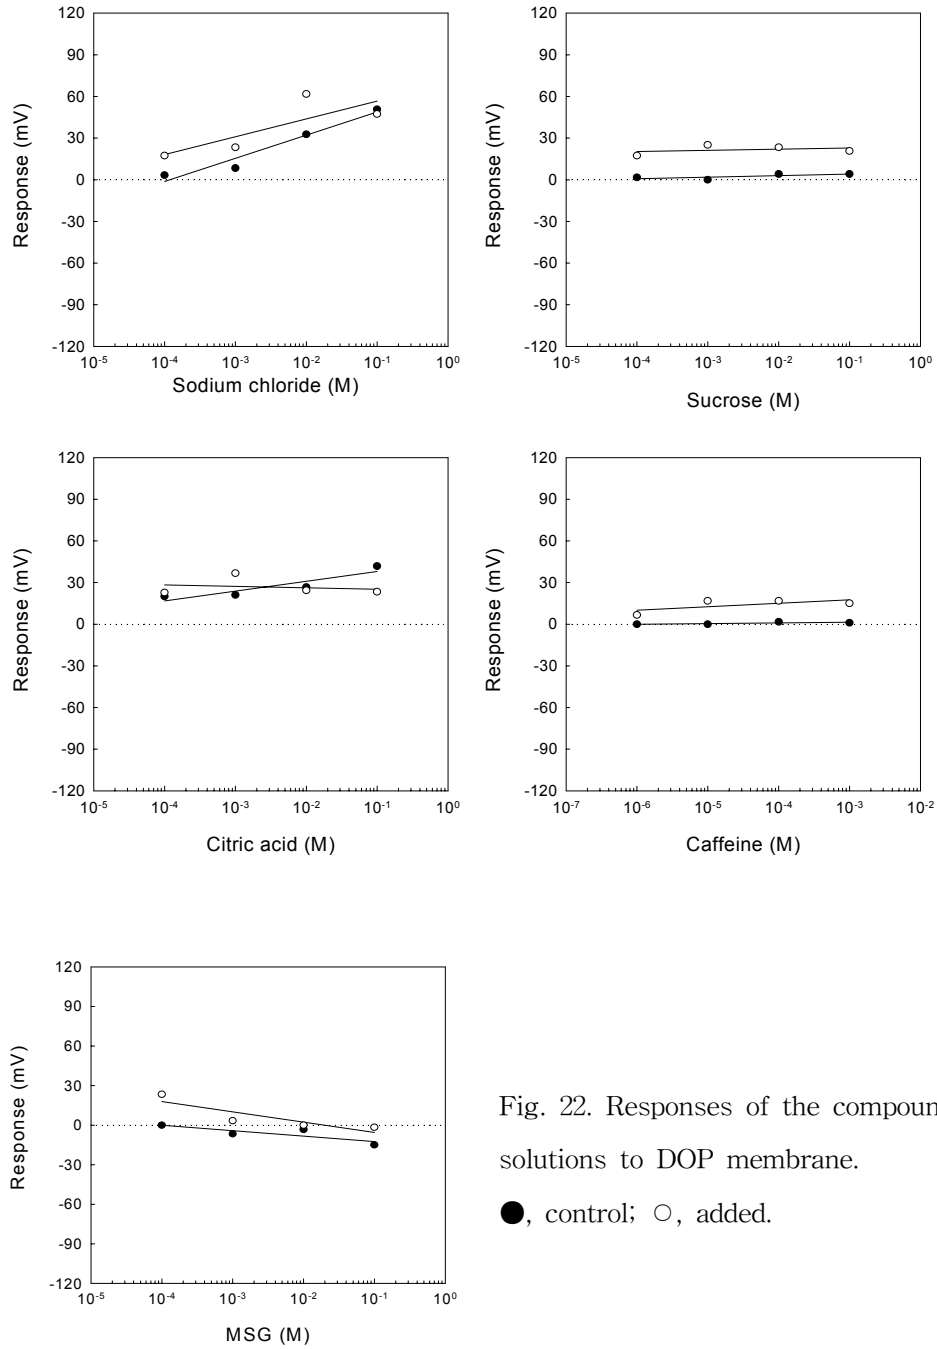 120
90
60
30
0
-30
-60
-90
-120
Response (mV)
10-5 10-4 10-3 10-2 10-1 100
Sodium chloride (M)
120
90
60
30
0
-30
-60
-90
-120
Response (mV)
10-5 10-4 10-3 10-2 10-1 100
Sucrose (M)
120
90
60
30
0
-30
-60
-90
-120
Response (mV)
10-5 10-4 10-3 10-2 10-1 100
Citric acid (M)
120
90
60
30
0
-30
-60
-90
-120
Response (mV)
10-7 10-6 10-5 10-4 10-3 10-2
Caffeine (M)
120
90
60
30
0
-30
-60
-90
-120
Response (mV)
10-5 10-4 10-3 10-2 10-1 100
MSG (M)
Fig. 22. Responses of the compoun
solutions to DOP membrane.
●, control; ○, added.